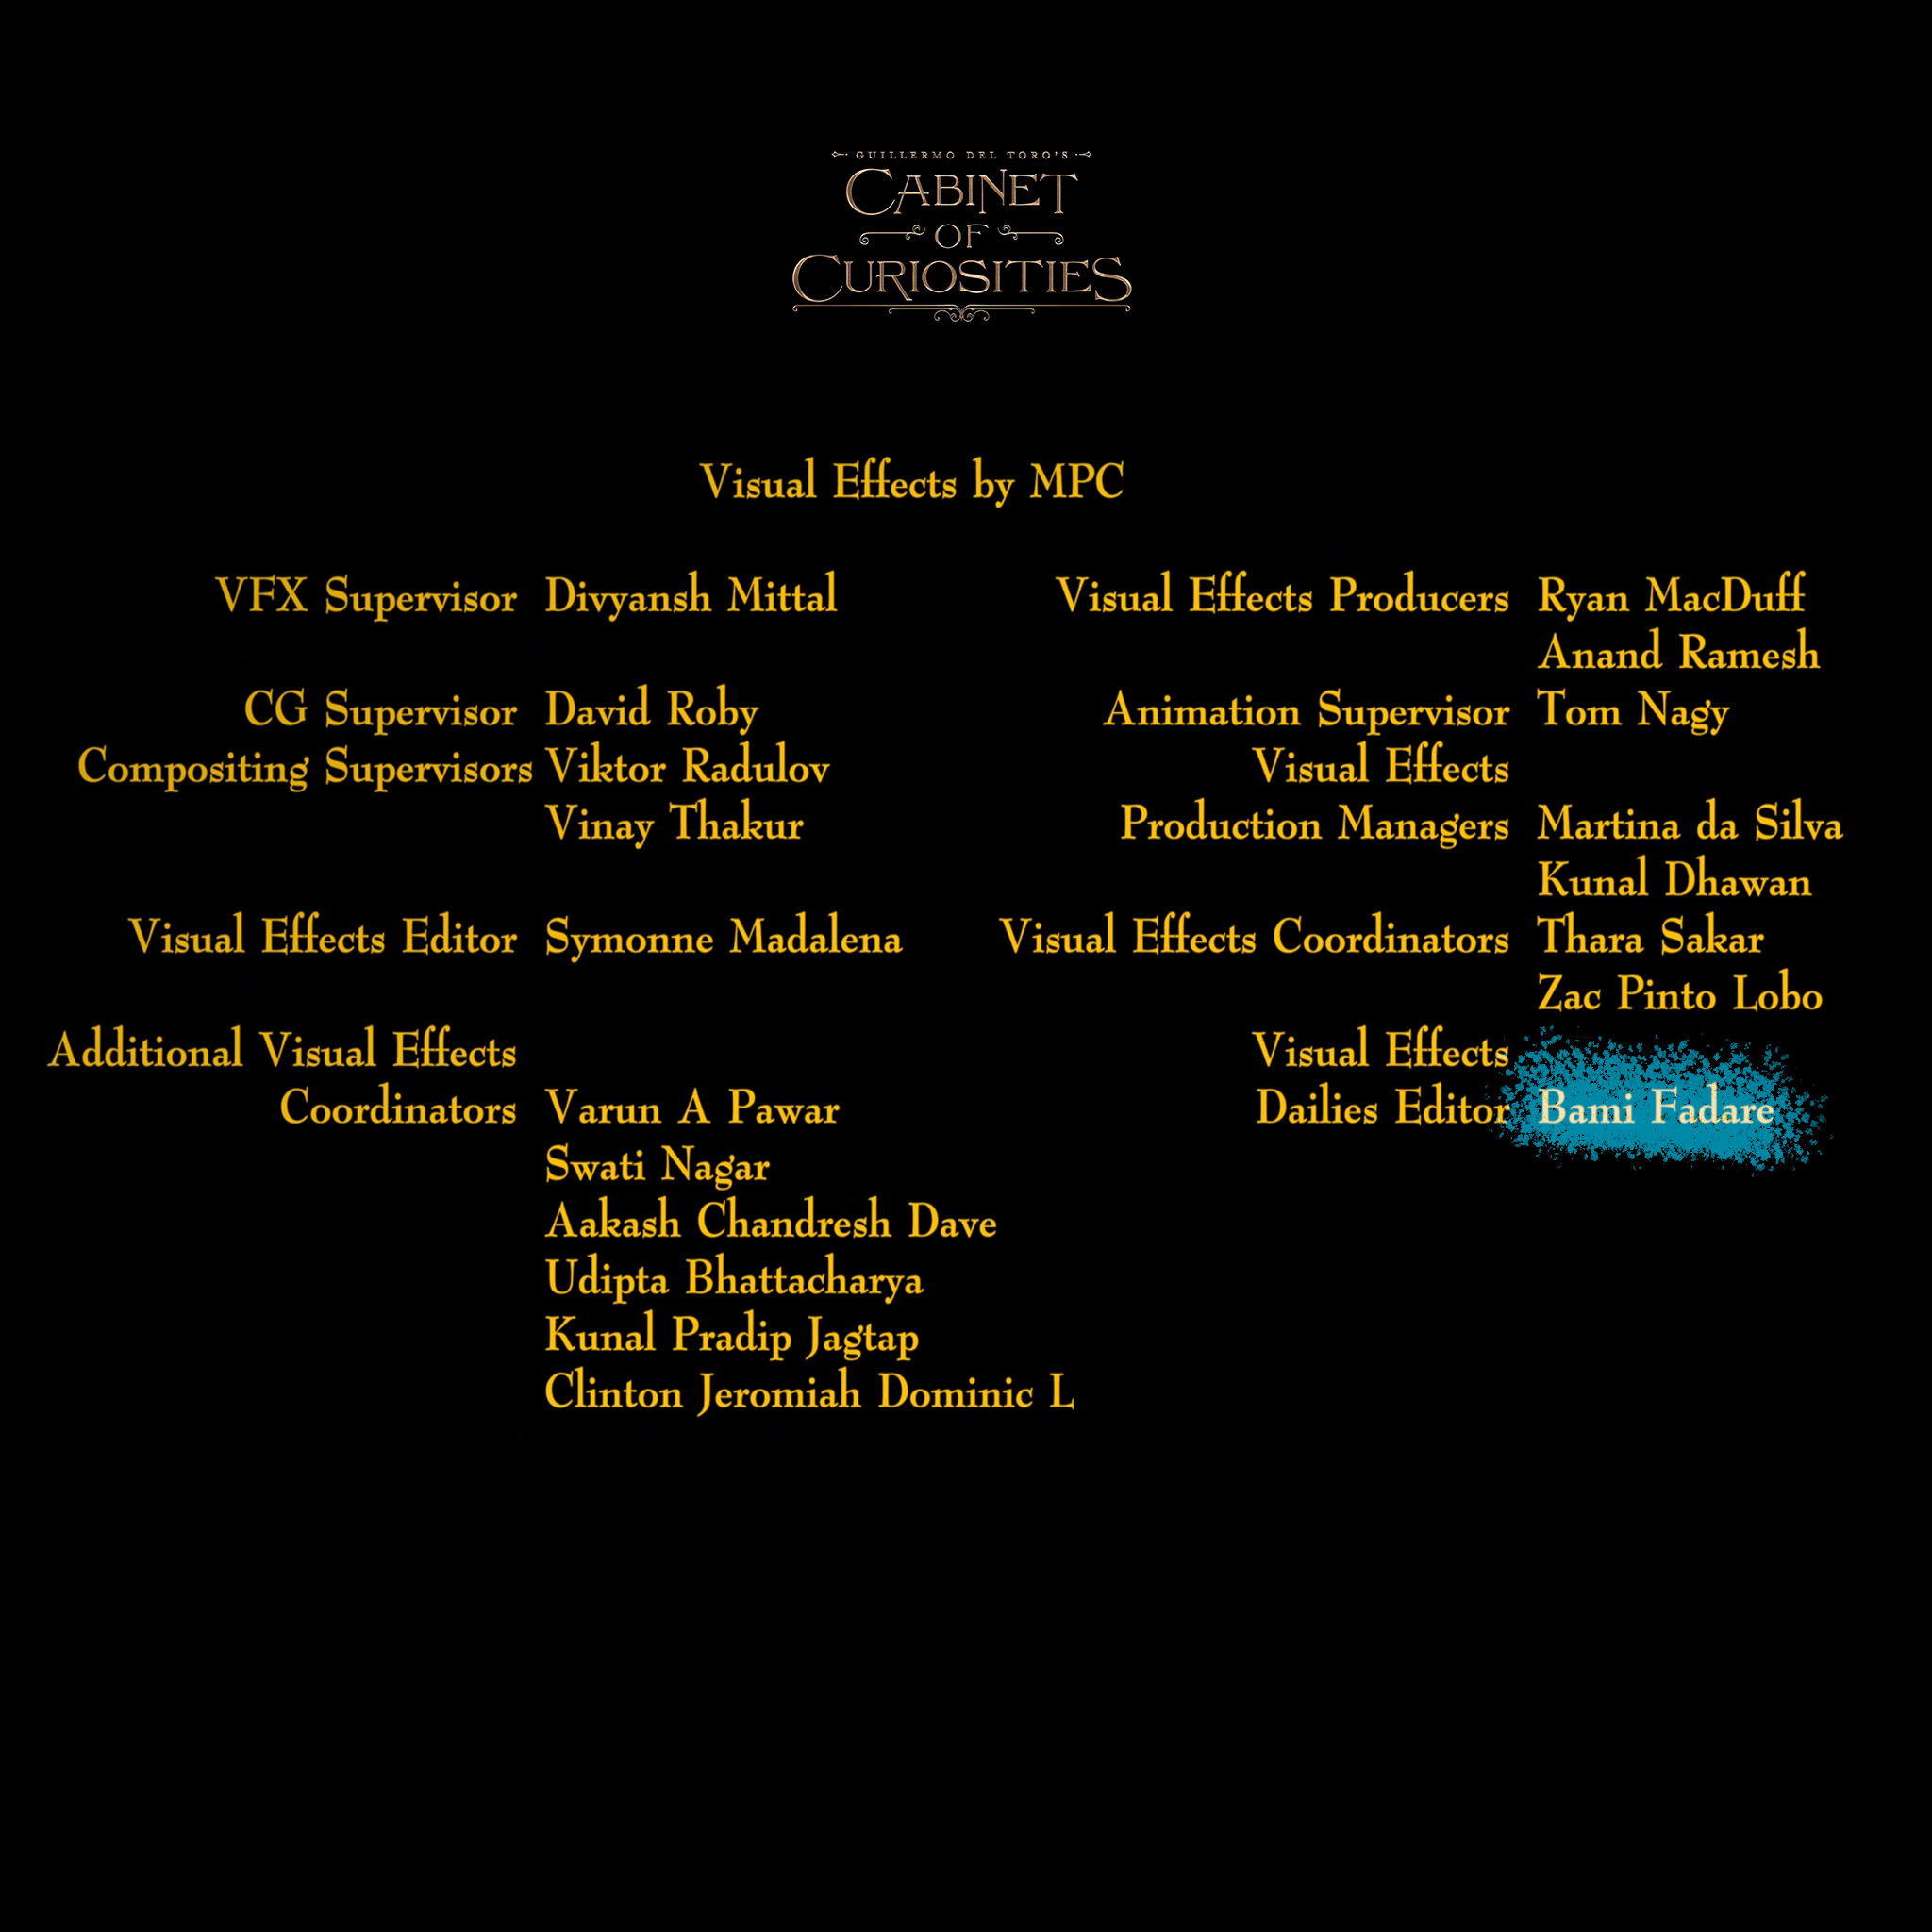 GUILLERMO DEL TORO'S
CABINET
OF
CURIOSITIES
Visual Effects by MPC
VFX Supervisor Divyansh Mittal
CG Supervisor David Roby
Compositing Supervisors Viktor Radulov
Vinay Thakur
Visual Effects Editor Symonne Madalena
Additional Visual Effects
Coordinators Varun A Pawar
Swati Nagar
Aakash Chandresh Dave
Udipta Bhattacharya
Kunal Pradip Jagtap
Clinton Jeromiah Dominic L
Visual Effects Producers Ryan MacDuff
Anand Ramesh
Animation Supervisor Tom Nagy
Visual Effects
Production Managers Martina da Silva
Kunal Dhawan
Visual Effects Coordinators Thara Sakar
Zac Pinto Lobo
Visual Effects
Dailies Editor Bami Fadare